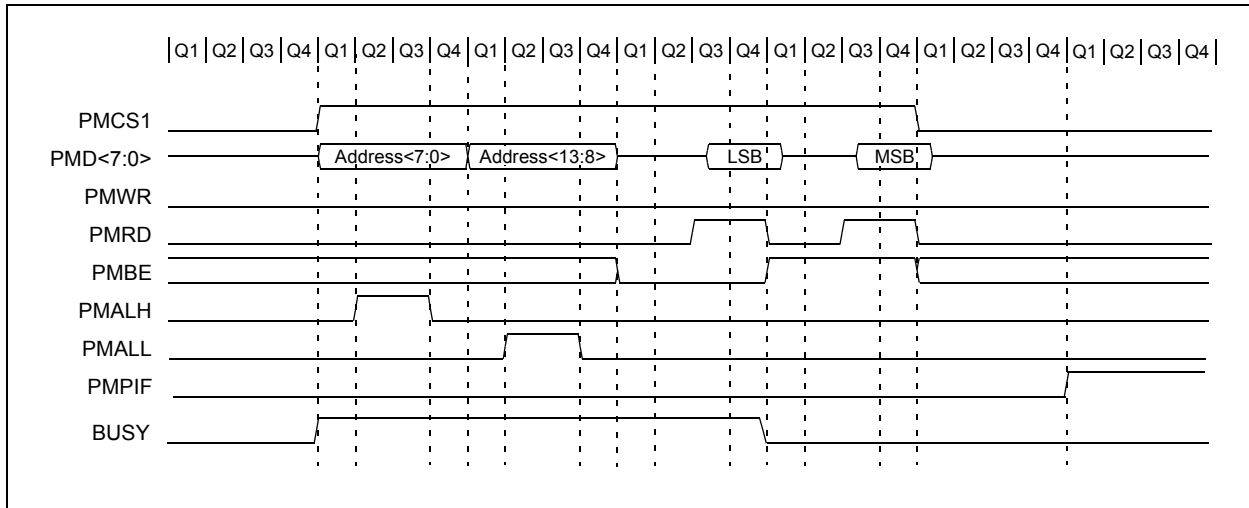 Q1 Q2 Q3 Q4 Q1 Q2 Q3 Q4 Q1 Q2 Q3 Q4 Q1 Q2 Q3 Q4 Q1 Q2 Q3 Q4 Q1 Q2 Q3 Q4 Q1 Q2 Q3 Q4
PMCS1
PMD<7:0> Address<7:0> Address<13:8> LSB MSB
PMWR
PMRD
PMBE
PMALH
PMALL
PMPIF
BUSY